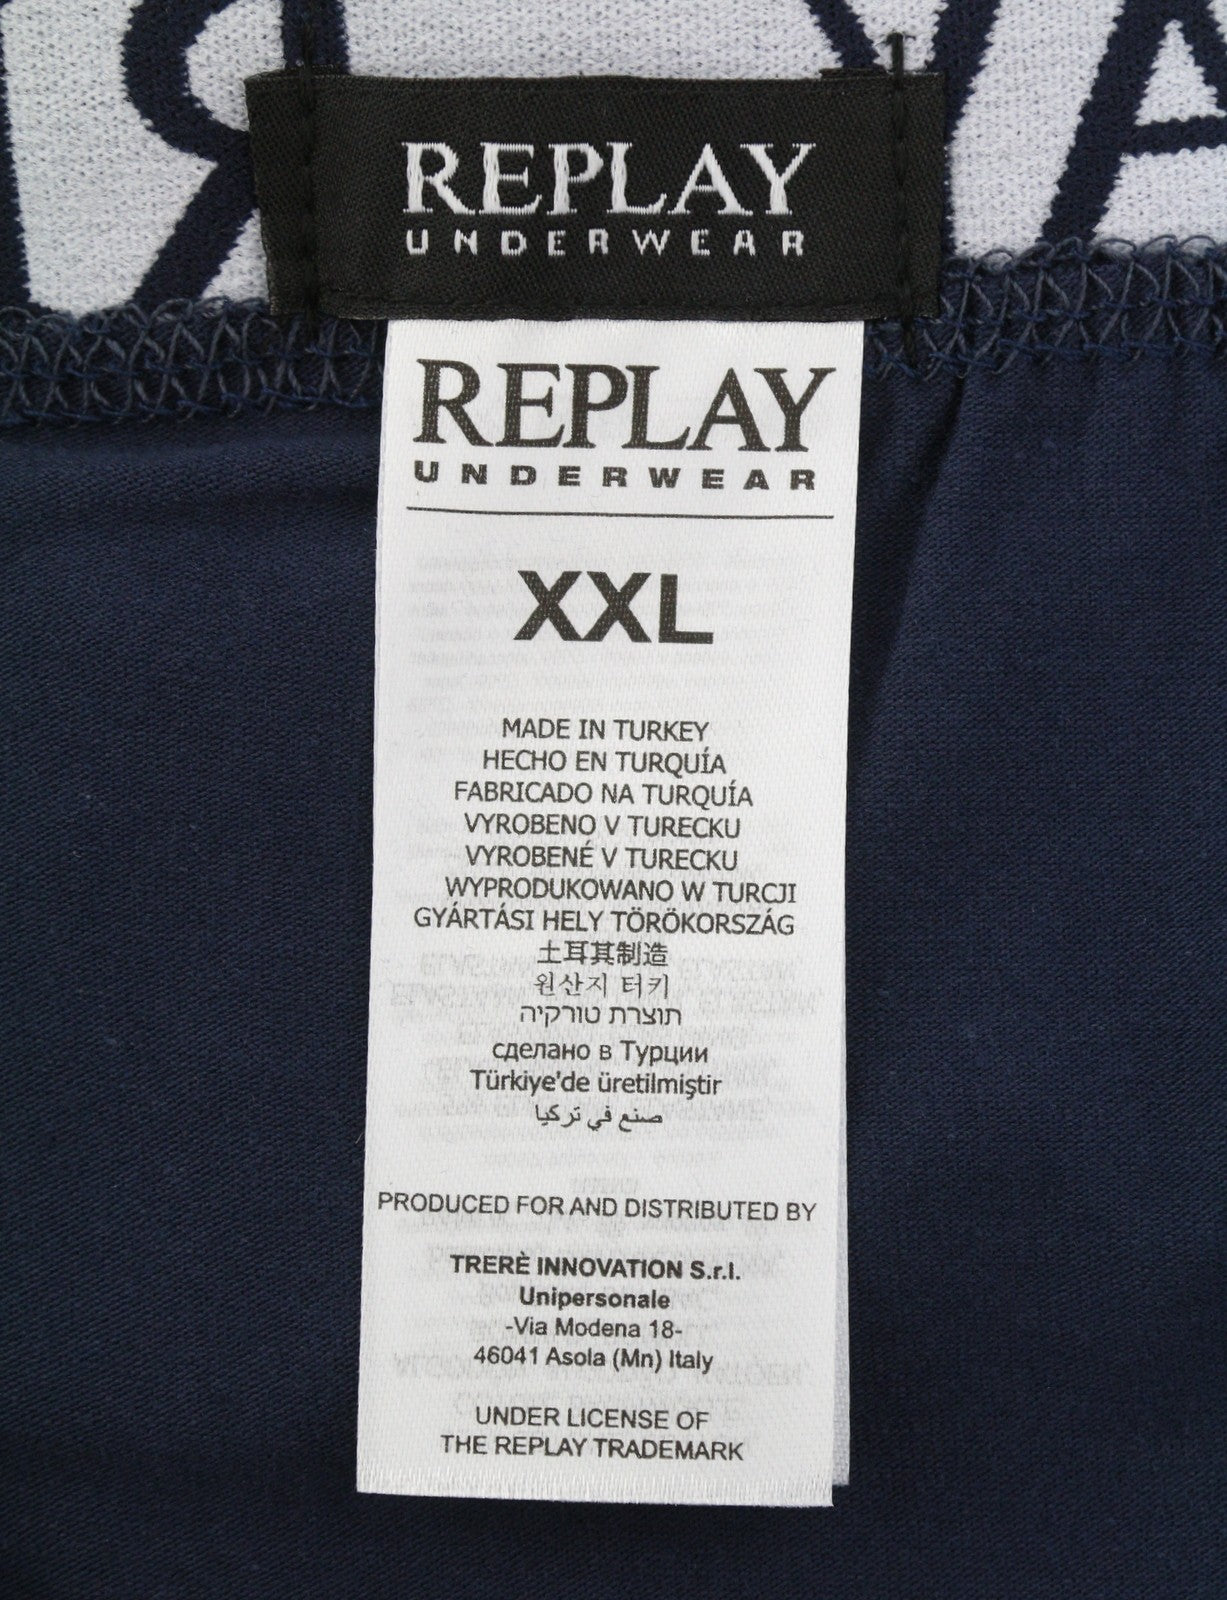 REPLAY
UNDERWEAR
REPLAY
UNDERWEAR
XXL
MADE IN TURKEY
HECHO EN TURQUÍA
FABRICADO NA TURQUÍA
VYROBENO V TURECKU
VYROBENÉ V TURECKU
WYPRODUKOWANO W TURCJI
GYÁRTÁSI HELY TÖRÖKORSZÁG
土耳其制造
원산지 터키
תוצרת טורקיה
сделано в Турции
Türkiye'de üretilmiştir
صنع في تركيا
PRODUCED FOR AND DISTRIBUTED BY
TRERÈ INNOVATION S.r.l.
Unipersonale
-Via Modena 18-
46041 Asola (Mn) Italy
UNDER LICENSE OF
THE REPLAY TRADEMARK